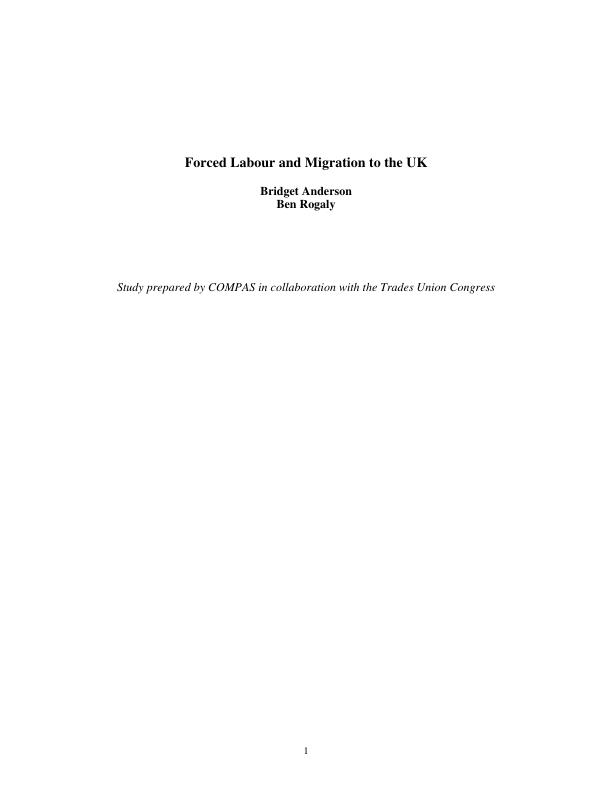 Forced Labour and Migration to the UK
Bridget Anderson
Ben Rogaly
Study prepared by COMPAS in collaboration with the Trades Union Congress
1